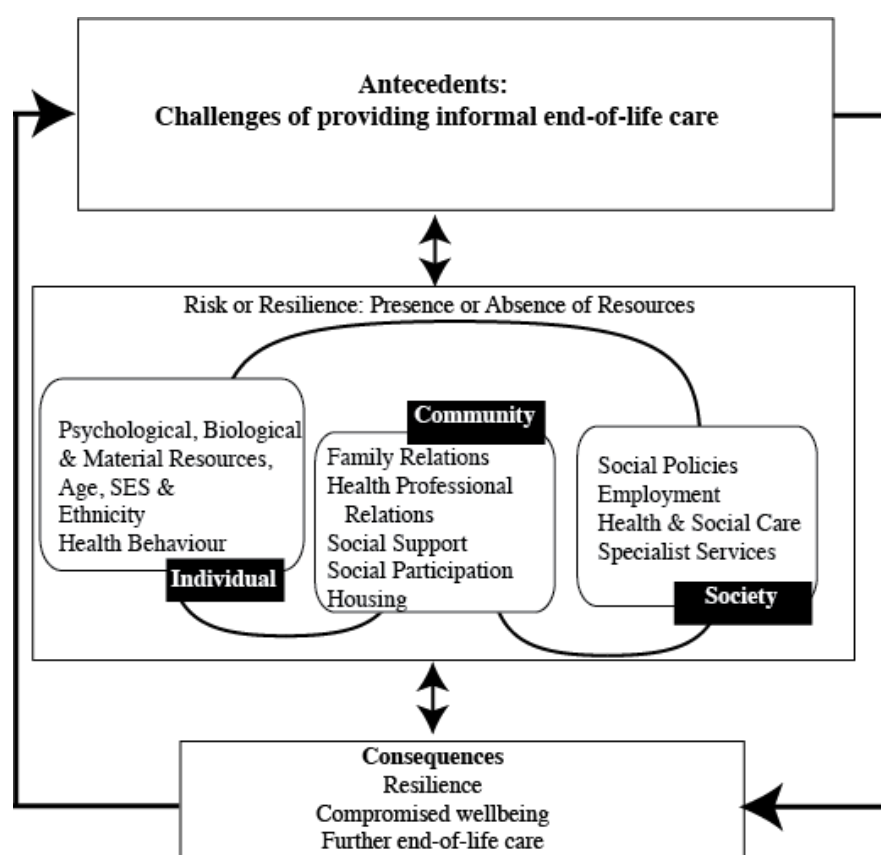 Antecedents:
Challenges of providing informal end-of-life care
Risk or Resilience: Presence or Absence of Resources
Psychological, Biological
& Material Resources,
Age, SES &
Ethnicity
Health Behaviour
Individual
Community
Family Relations
Health Professional
Relations
Social Support
Social Participation
Housing
Social Policies
Employment
Health & Social Care
Specialist Services
Society
Consequences
Resilience
Compromised wellbeing
Further end-of-life care